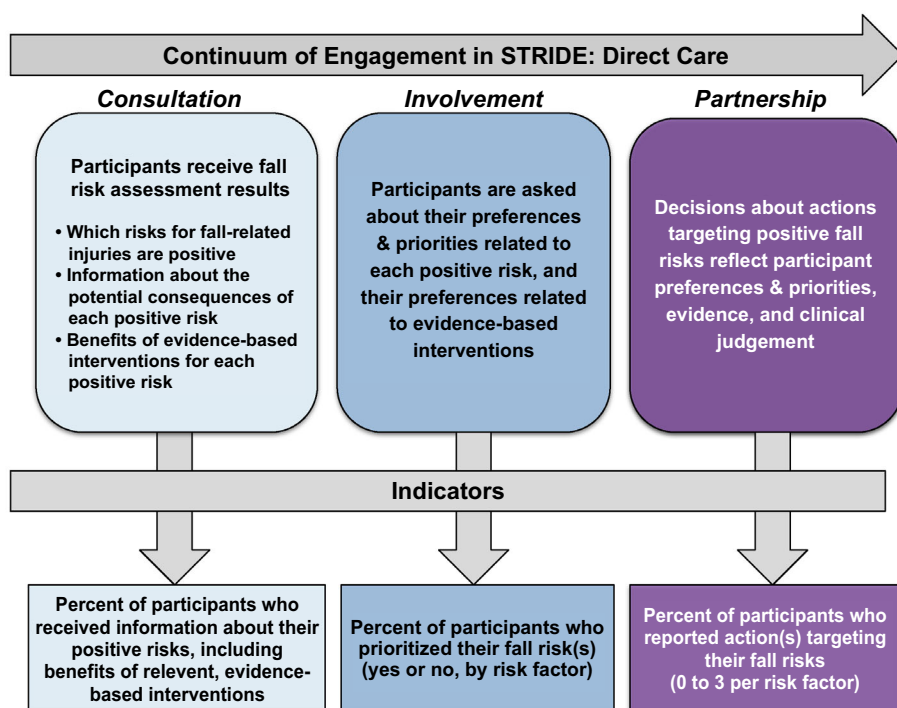 Continuum of Engagement in STRIDE: Direct Care
Consultation
Involvement
Partnership
Participants receive fall
risk assessment results
• Which risks for fall-related
injuries are positive
• Information about the
potential consequences of
each positive risk
• Benefits of evidence-based
interventions for each
positive risk
Participants are asked
about their preferences
& priorities related to
each positive risk, and
their preferences related
to evidence-based
interventions
Decisions about actions
targeting positive fall
risks reflect participant
preferences & priorities,
evidence, and clinical
judgement
Indicators
Percent of participants who
received information about their
positive risks, including
benefits of relevant, evidence-
based interventions
Percent of participants who
prioritized their fall risk(s)
(yes or no, by risk factor)
Percent of participants who
reported action(s) targeting
their fall risks
(0 to 3 per risk factor)